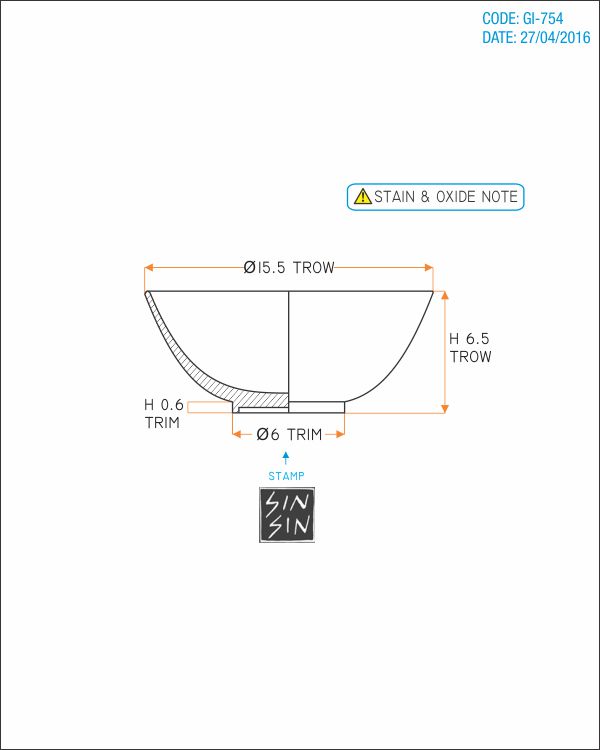 CODE: GI-754
DATE: 27/04/2016
STAIN & OXIDE NOTE
Ø15.5 TROW
H 6.5
TROW
H 0.6
TRIM
Ø6 TRIM
STAMP
SIN
SIN